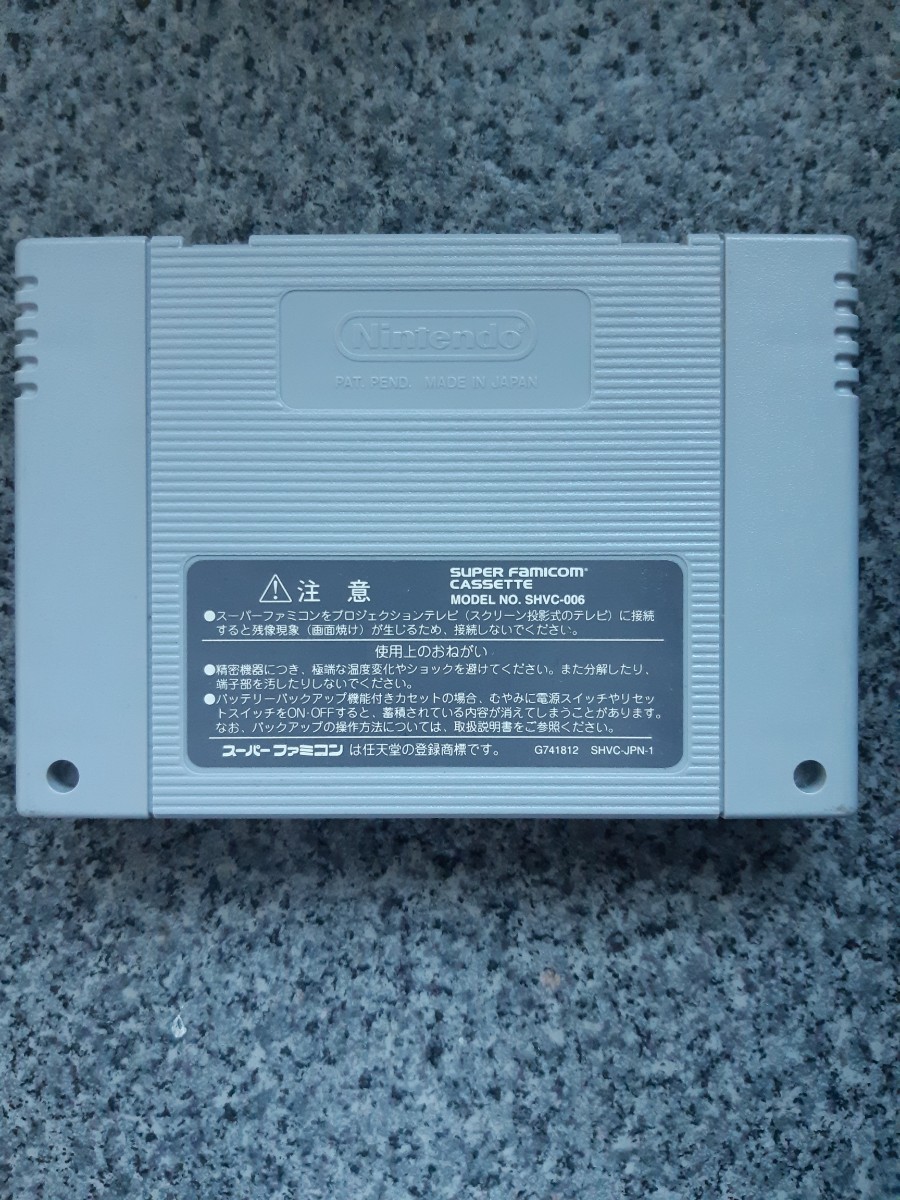 Nintendo
PAT. PEND. MADE IN JAPAN
⚠注意
SUPER FAMICOM
CASSETTE
MODEL NO. SHVC-006
●スーパーファミコンをプロジェクションテレビ（スクリーン投影式のテレビ）に接続
すると残像現象（画面焼け）が生じるため、接続しないでください。
使用上のおねがい
●精密機器につき、極端な温度変化やショックを避けてください。また分解したり、
端子部を汚したりしないでください。
●バッテリーバックアップ機能付きカセットの場合、むやみに電源スイッチやリセッ
トスイッチをON・OFFすると、蓄積されている内容が消えてしまうことがあります。
なお、バックアップの操作方法については、取扱説明書をご参照ください。
スーパーファミコンは任天堂の登録商標です。 G741812 SHVC-JPN-1